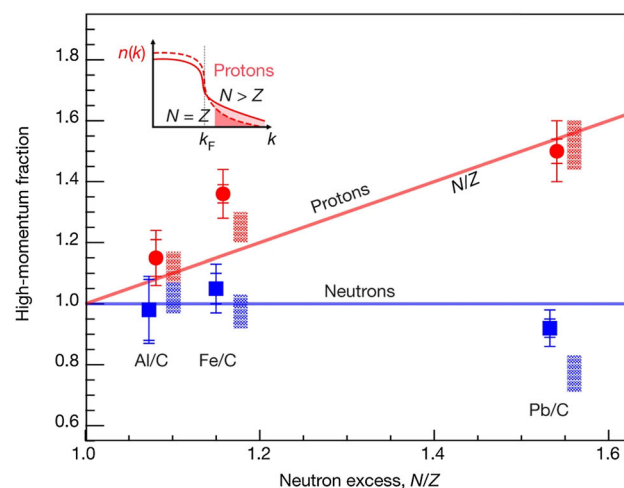 n(k)
Protons
N > Z
N = Z
kF
k
1.8
1.6
1.4
1.2
1.0
0.8
0.6
High-momentum fraction
Protons
N/Z
Neutrons
Al/C
Fe/C
Pb/C
1.0
1.2
1.4
1.6
Neutron excess, N/Z